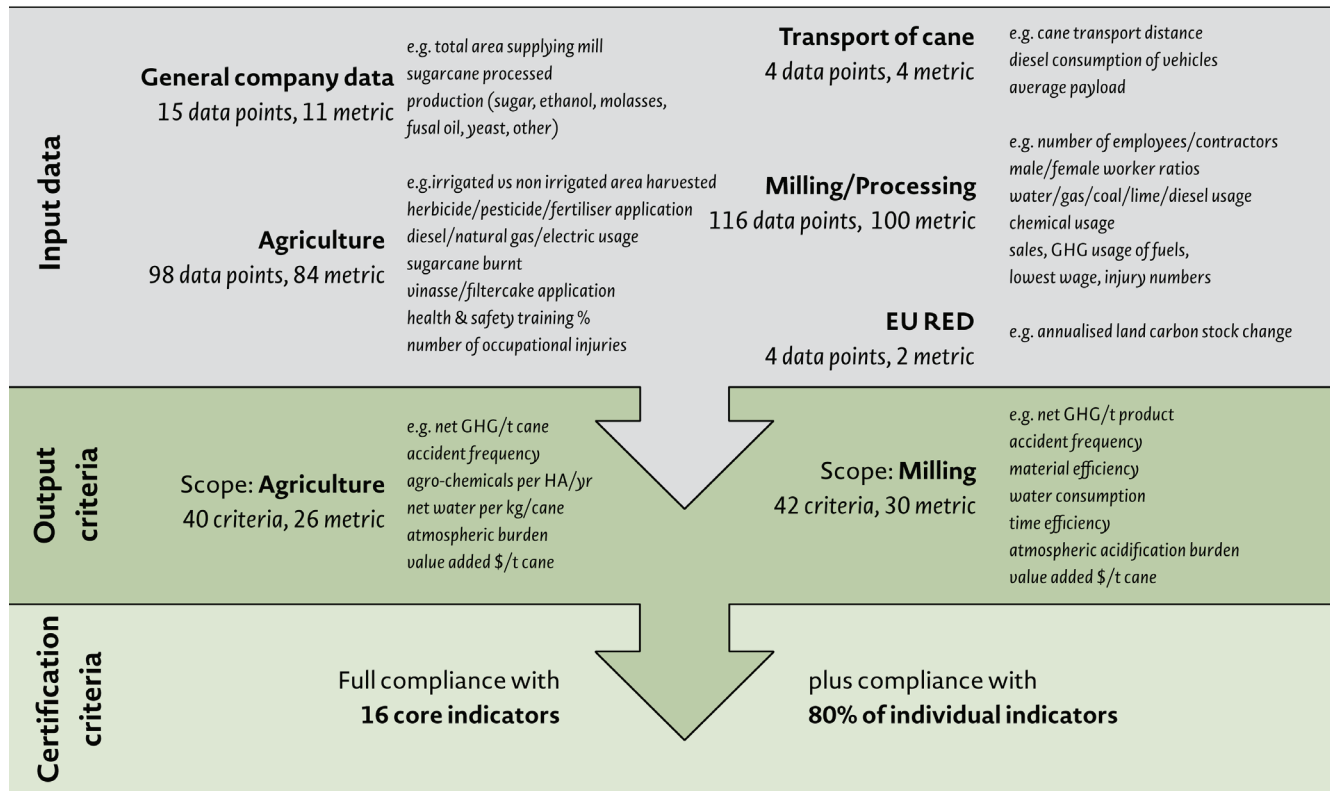 Input data
General company data
15 data points, 11 metric
e.g. total area supplying mill
sugarcane processed
production (sugar, ethanol, molasses,
fusal oil, yeast, other)
Agriculture
98 data points, 84 metric
e.g.irrigated vs non irrigated area harvested
herbicide/pesticide/fertiliser application
diesel/natural gas/electric usage
sugarcane burnt
vinasse/filtercake application
health & safety training %
number of occupational injuries
Transport of cane
4 data points, 4 metric
e.g. cane transport distance
diesel consumption of vehicles
average payload
Milling/Processing
116 data points, 100 metric
e.g. number of employees/contractors
male/female worker ratios
water/gas/coal/lime/diesel usage
chemical usage
sales, GHG usage of fuels,
lowest wage, injury numbers
EU RED
4 data points, 2 metric
e.g. annualised land carbon stock change
Output
criteria
Scope: Agriculture
40 criteria, 26 metric
e.g. net GHG/t cane
accident frequency
agro-chemicals per HA/yr
net water per kg/cane
atmospheric burden
value added $/t cane
Scope: Milling
42 criteria, 30 metric
e.g. net GHG/t product
accident frequency
material efficiency
water consumption
time efficiency
atmospheric acidification burden
value added $/t cane
Certification
criteria
Full compliance with
16 core indicators
plus compliance with
80% of individual indicators